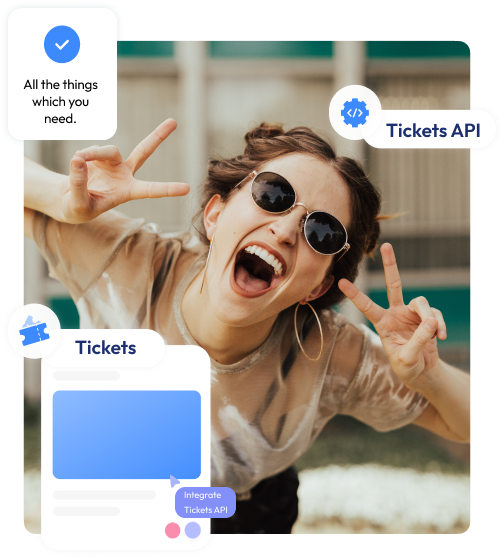 All the things
which you
need.
Tickets API
Tickets
Integrate
Tickets API